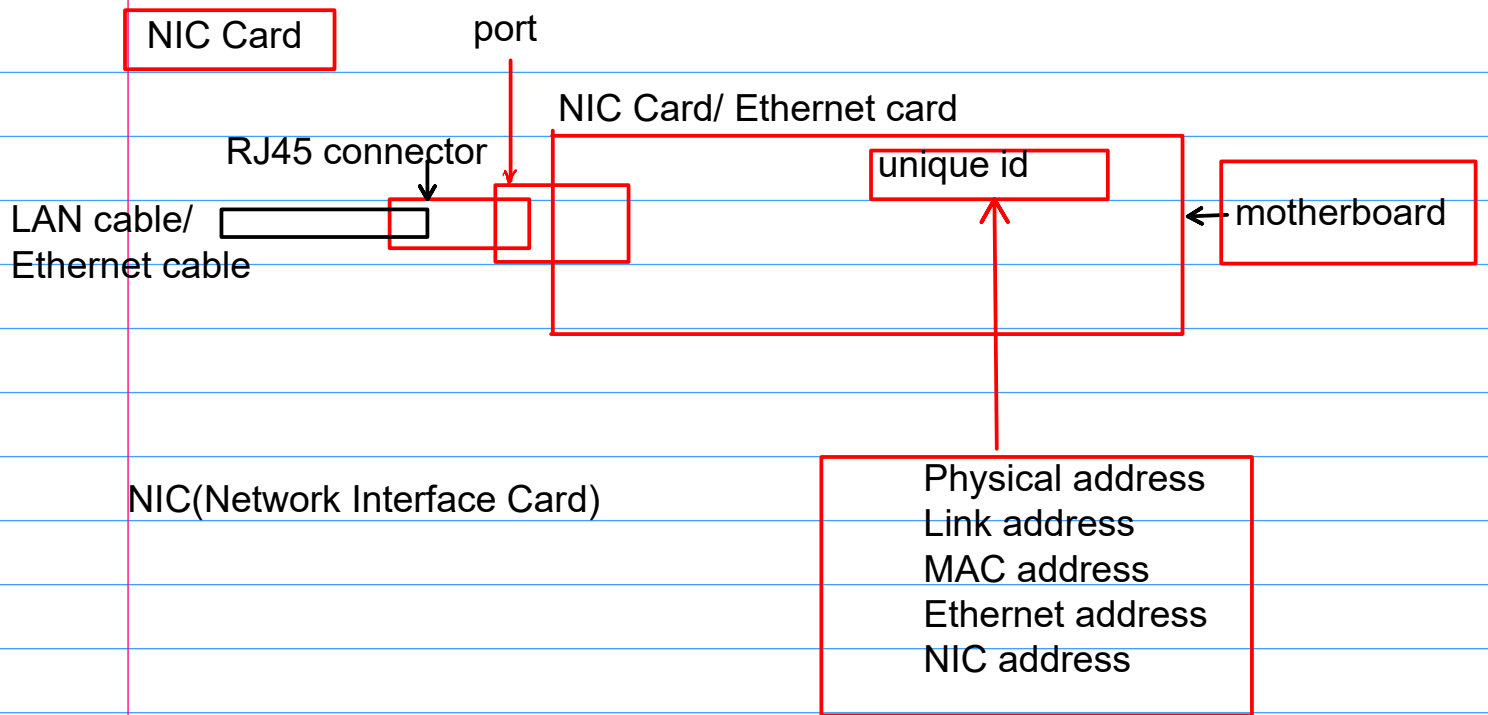 NIC Card
port
NIC Card/ Ethernet card
RJ45 connector
unique id
LAN cable/
Ethernet cable
motherboard
NIC(Network Interface Card)
Physical address
Link address
MAC address
Ethernet address
NIC address